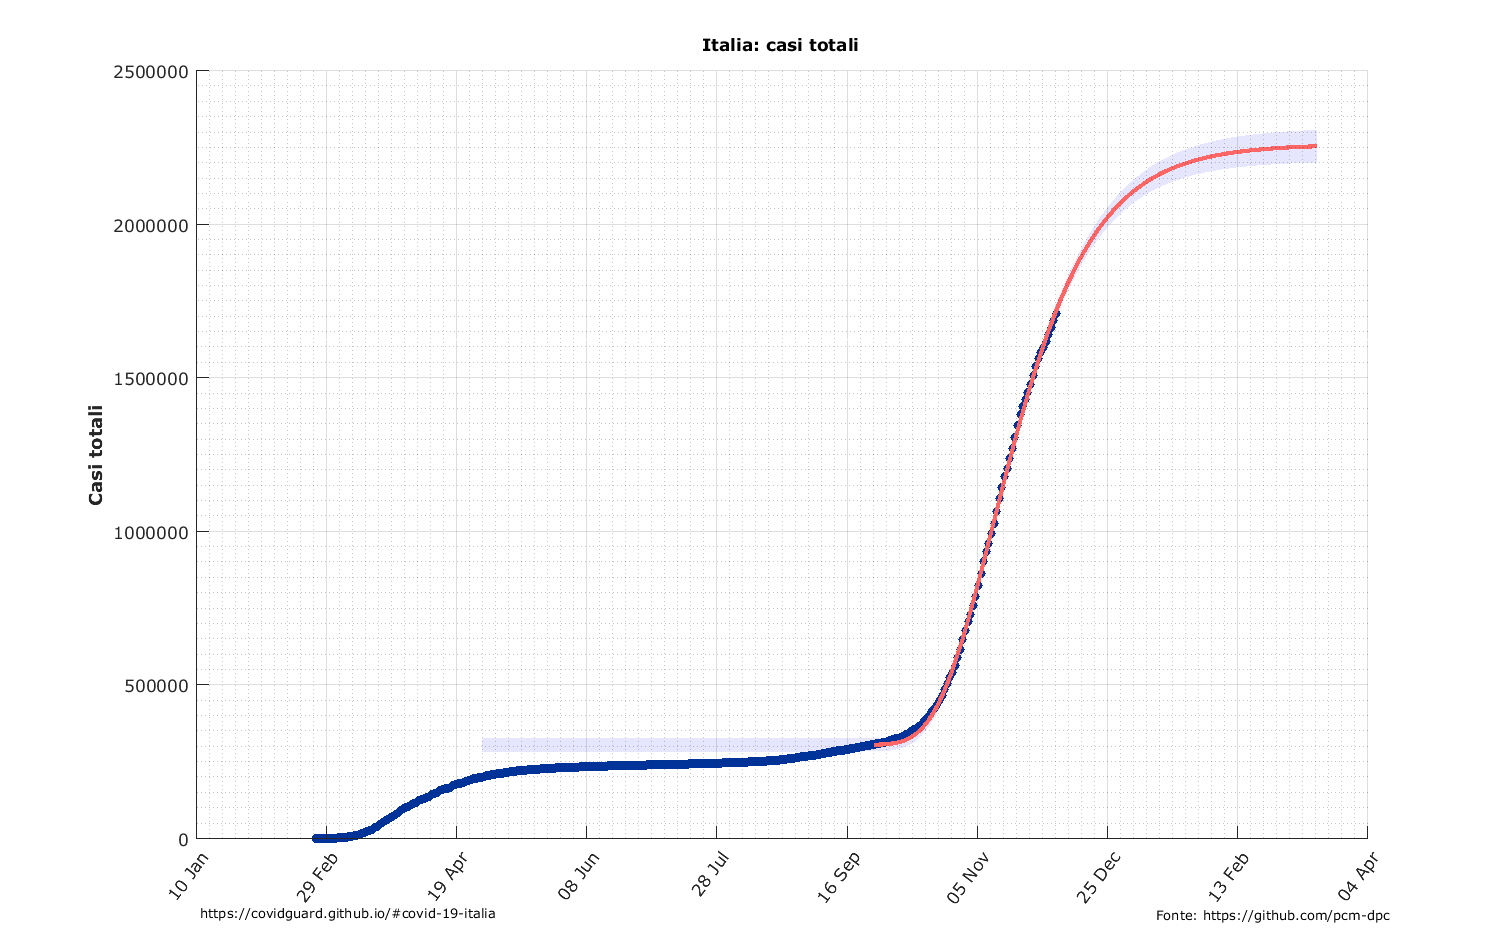 Italia: casi totali
Casi totali
2500000
2000000
1500000
1000000
500000
0
10 Jan
29 Feb
19 Apr
08 Jun
28 Jul
16 Sep
05 Nov
25 Dec
13 Feb
04 Apr
https://covidguard.github.io/#covid-19-italia
Fonte: https://github.com/pcm-dpc